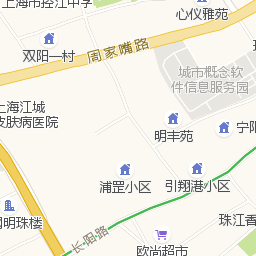 上海市控江中学
心仪雅苑
双阳一村
周家嘴路
城市概念软
件信息服务园
上海江城
皮肤病医院
明丰苑
宁阳
浦罡小区
引翔港小区
明珠楼
长阳路
珠江香
欧尚超市